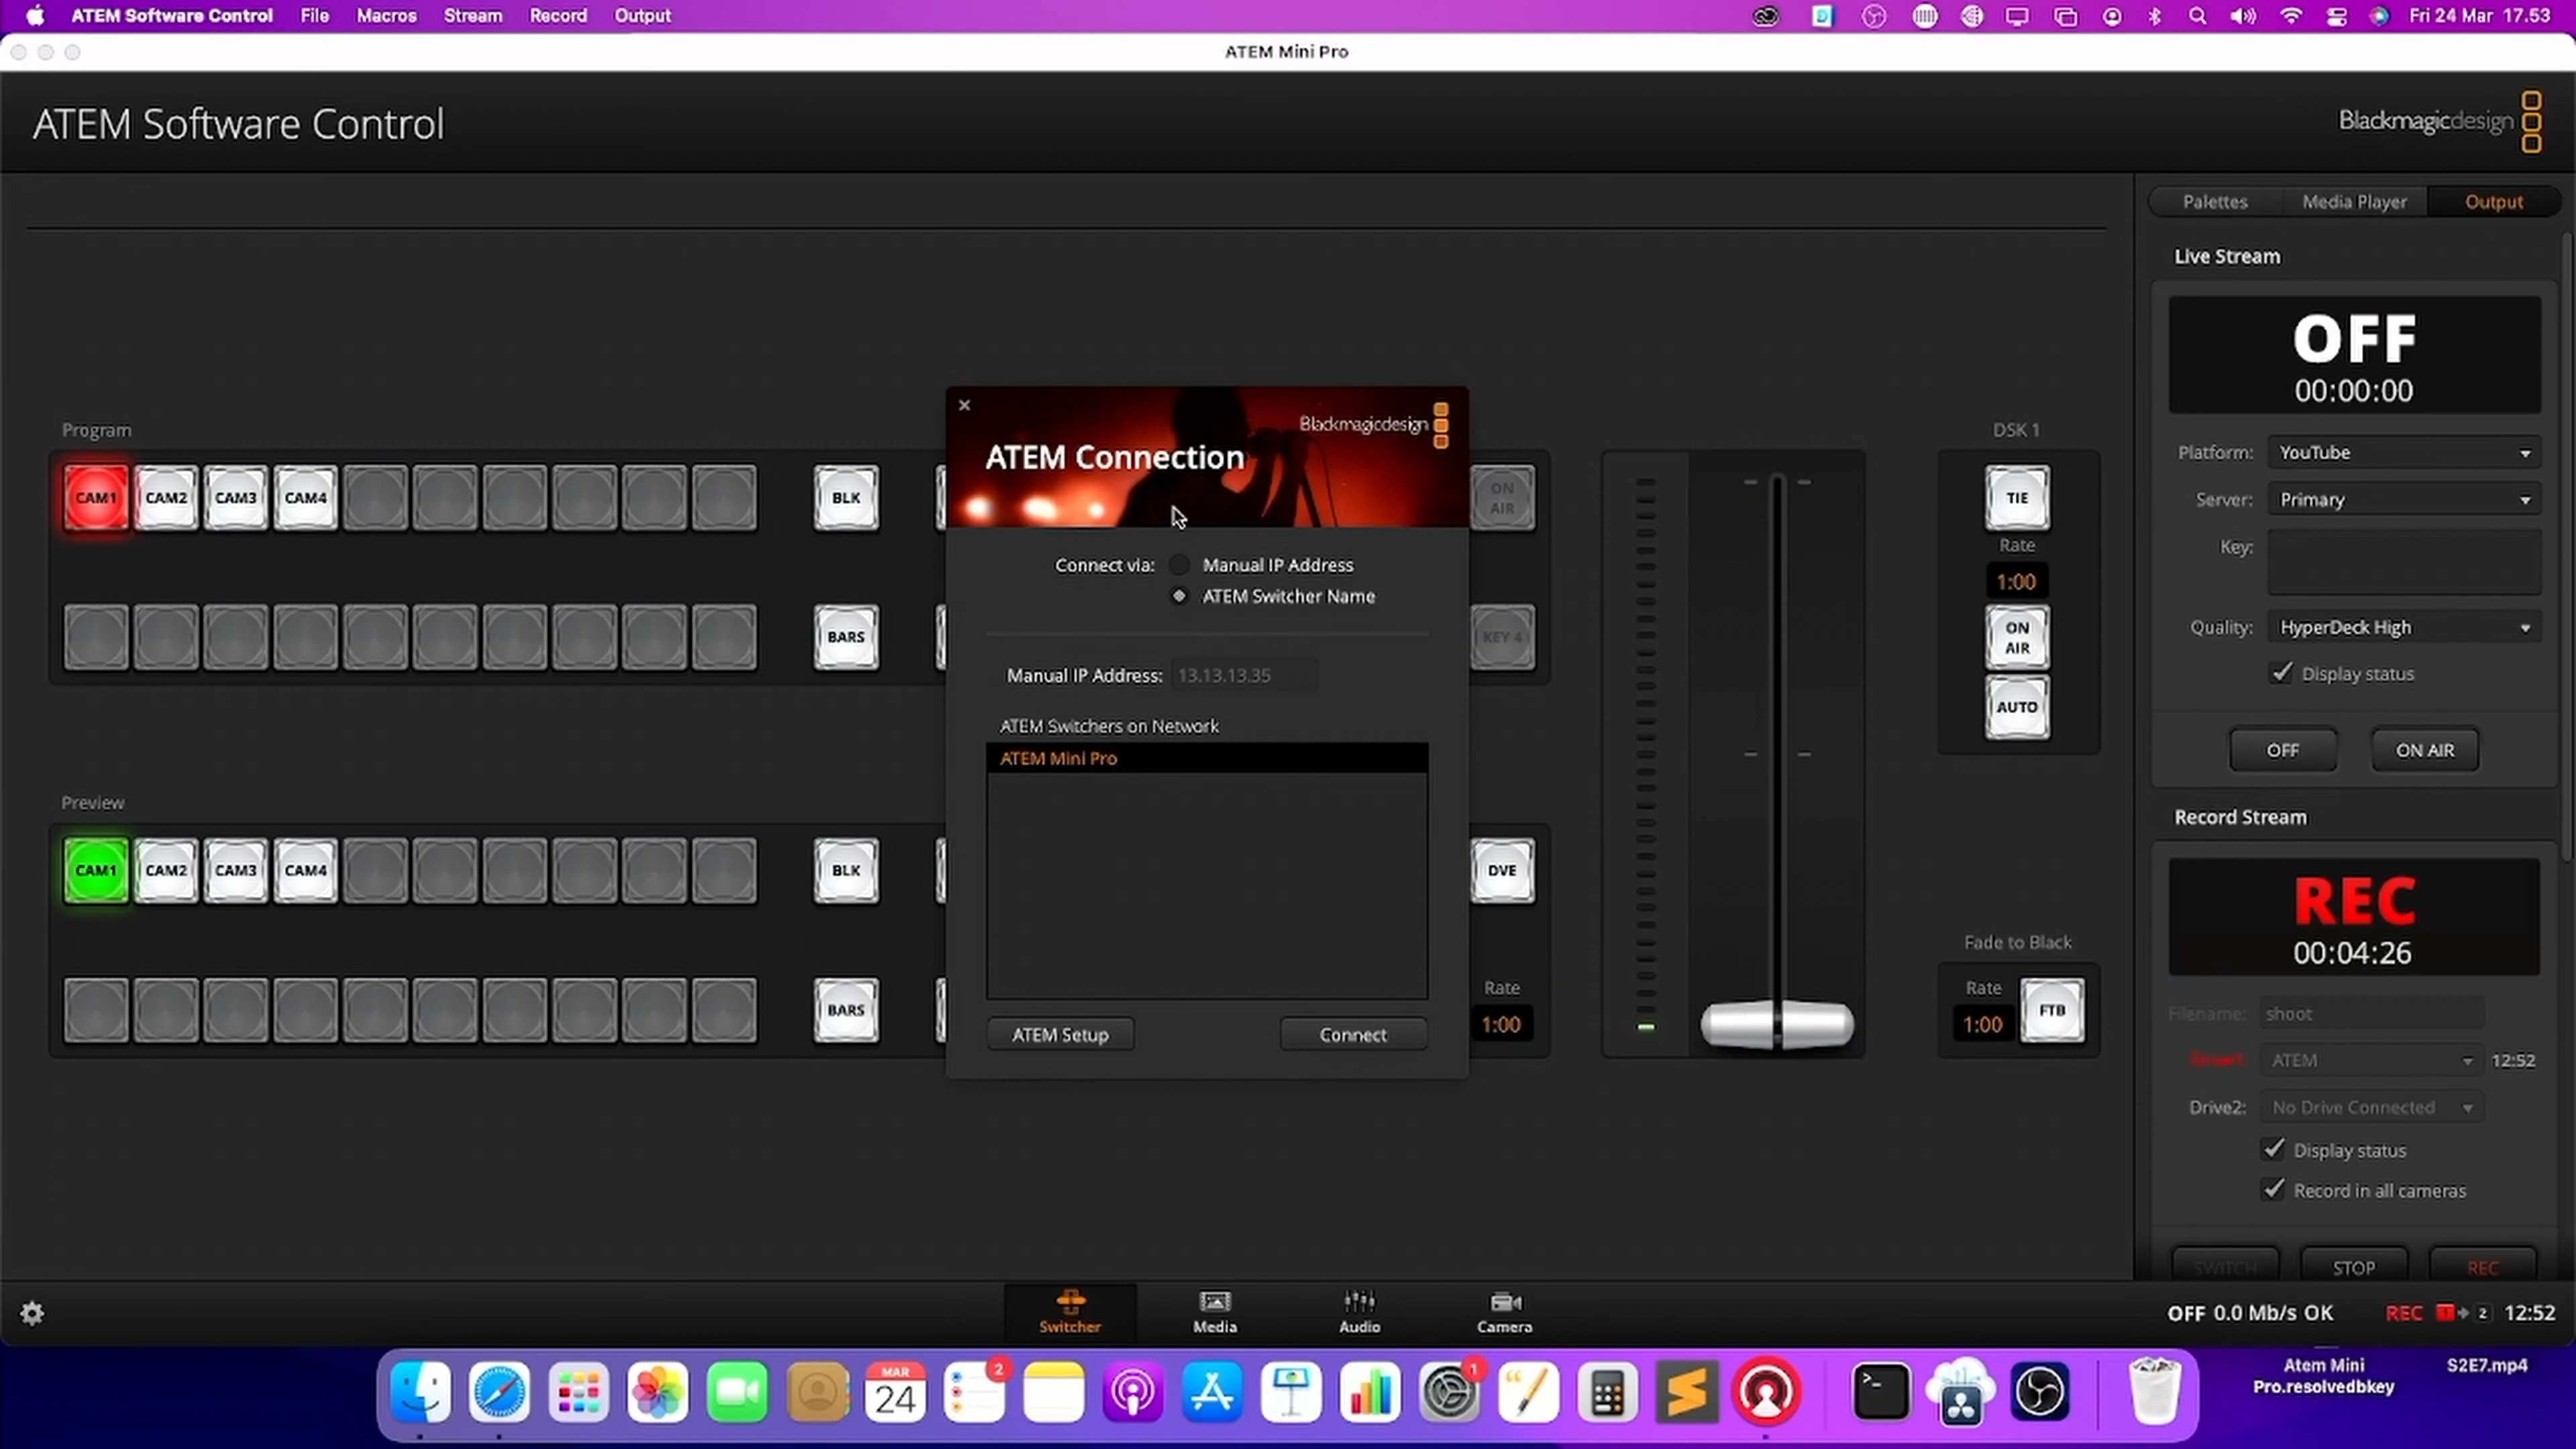 ATEM Software Control File Macros Stream Record Output Fri 24 Mar 17.53
ATEM Mini Pro
ATEM Software Control
Blackmagicdesign
Palettes Media Player Output
Live Stream
OFF
00:00:00
Platform: YouTube
Server: Primary
Key:
Quality: HyperDeck High
Display status
OFF ON AIR
Record Stream
REC
00:04:26
Filename: shoot
ATEM 12:52
Drive2: No Drive Connected
Display status
Record in all cameras
SWITCH STOP REC
Program
CAM1 CAM2 CAM3 CAM4 BLK
BARS
ON AIR
KEY 4
Preview
CAM1 CAM2 CAM3 CAM4 BLK
BARS
DVE
Rate
1:00
DSK 1
TIE
Rate
1:00
ON AIR
AUTO
Fade to Black
Rate
1:00 FTB
Blackmagicdesign
ATEM Connection
Connect via: Manual IP Address
ATEM Switcher Name
Manual IP Address: 13.13.13.35
ATEM Switchers on Network
ATEM Mini Pro
ATEM Setup Connect
Switcher Media Audio Camera
OFF 0.0 Mb/s OK REC 2 12:52
MAR
24
2
1
Atem Mini
Pro.resolvedbkey
S2E7.mp4